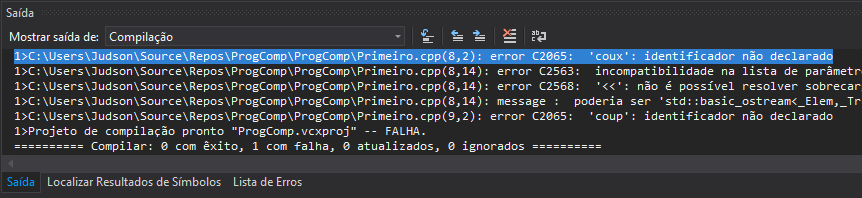 Saída
Mostrar saída de: Compilação
1>C:\Users\Judson\Source\Repos\ProgComp\ProgComp\Primeiro.cpp(8,2): error C2065:  'coux': identificador não declarado
1>C:\Users\Judson\Source\Repos\ProgComp\ProgComp\Primeiro.cpp(8,14): error C2563:  incompatibilidade na lista de parâmetr
1>C:\Users\Judson\Source\Repos\ProgComp\ProgComp\Primeiro.cpp(8,14): error C2568:  '<<': não é possível resolver sobrecar
1>C:\Users\Judson\Source\Repos\ProgComp\ProgComp\Primeiro.cpp(8,14): message :  poderia ser 'std::basic_ostream<_Elem,_Tr
1>C:\Users\Judson\Source\Repos\ProgComp\ProgComp\Primeiro.cpp(9,2): error C2065:  'coup': identificador não declarado
1>Projeto de compilação pronto "ProgComp.vcxproj" -- FALHA.
========== Compilar: 0 com êxito, 1 com falha, 0 atualizados, 0 ignorados ==========
Saída Localizar Resultados de Símbolos Lista de Erros